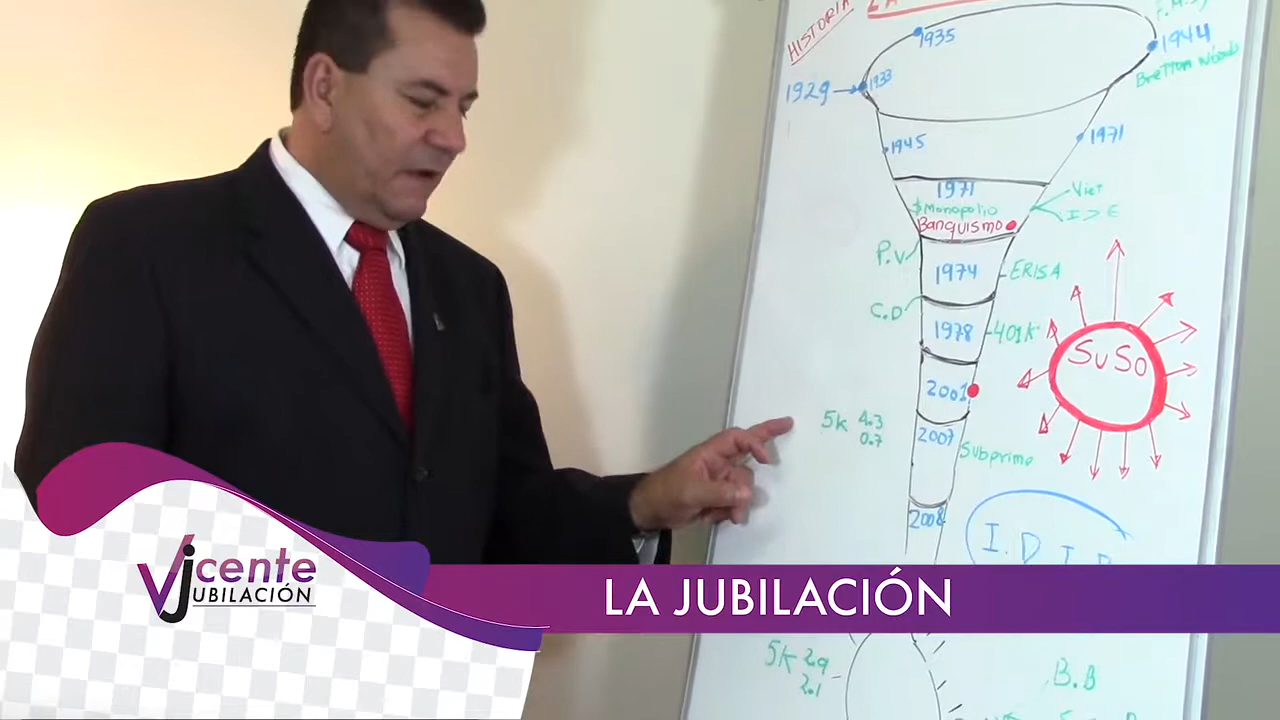 HISTORIA
1935
1944
Bretton Woods
1929
1933
1945
1971
1971
$Monopolio
Banquismo
Viet
I > E
P.V
1974
ERISA
C.D
1978
401K
SUSO
2001
5k 4.3
0.7
2007
Subprime
2008
I.D.I.
Vicente
JUBILACIÓN
LA JUBILACIÓN
5k 2.9
2.1
B.B